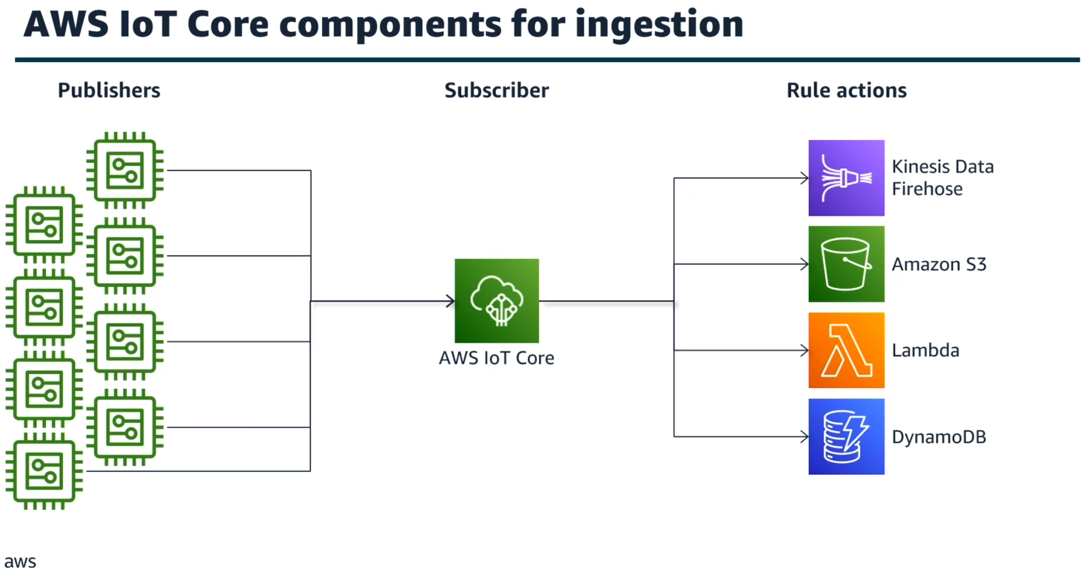 AWS IoT Core components for ingestion
Publishers
Subscriber
Rule actions
Kinesis Data
Firehose
Amazon S3
AWS IoT Core
Lambda
DynamoDB
aws